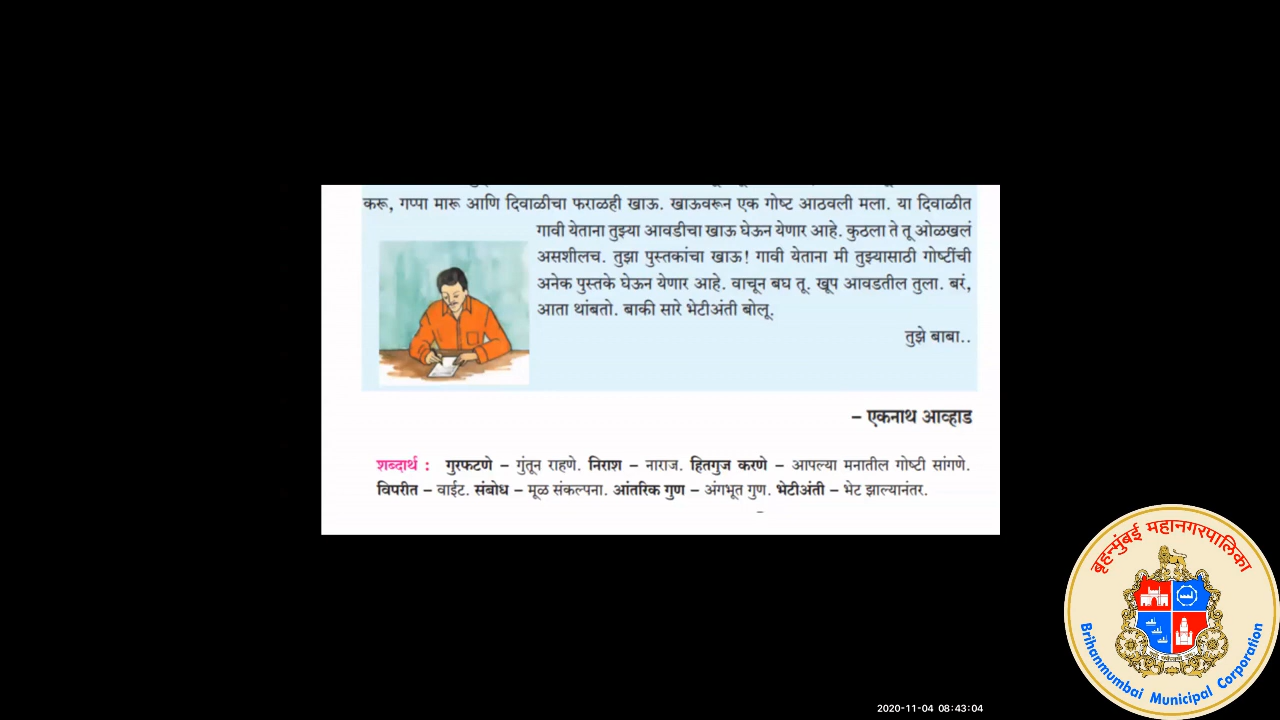 करू, गप्पा मारू आणि दिवाळीचा फराळही खाऊ. खाऊवरून एक गोष्ट आठवली मला. या दिवाळीत
गावी येताना तुझ्या आवडीचा खाऊ घेऊन येणार आहे. कुठला ते तू ओळखलं
असशीलच. तुझा पुस्तकांचा खाऊ! गावी येताना मी तुझ्यासाठी गोष्टींची
अनेक पुस्तके घेऊन येणार आहे. वाचून बघ तू. खूप आवडतील तुला. बरं,
आता थांबतो. बाकी सारे भेटीअंती बोलू.
तुझे बाबा..
– एकनाथ आव्हाड
शब्दार्थ : गुरफटणे – गुंतून राहणे. निराश – नाराज. हितगुज करणे – आपल्या मनातील गोष्टी सांगणे.
विपरीत – वाईट. संबोध – मूळ संकल्पना. आंतरिक गुण – अंगभूत गुण. भेटीअंती – भेट झाल्यानंतर.
बृहन्मुंबई महानगरपालिका
Brihanmumbai Municipal Corporation
2020-11-04 08:43:04